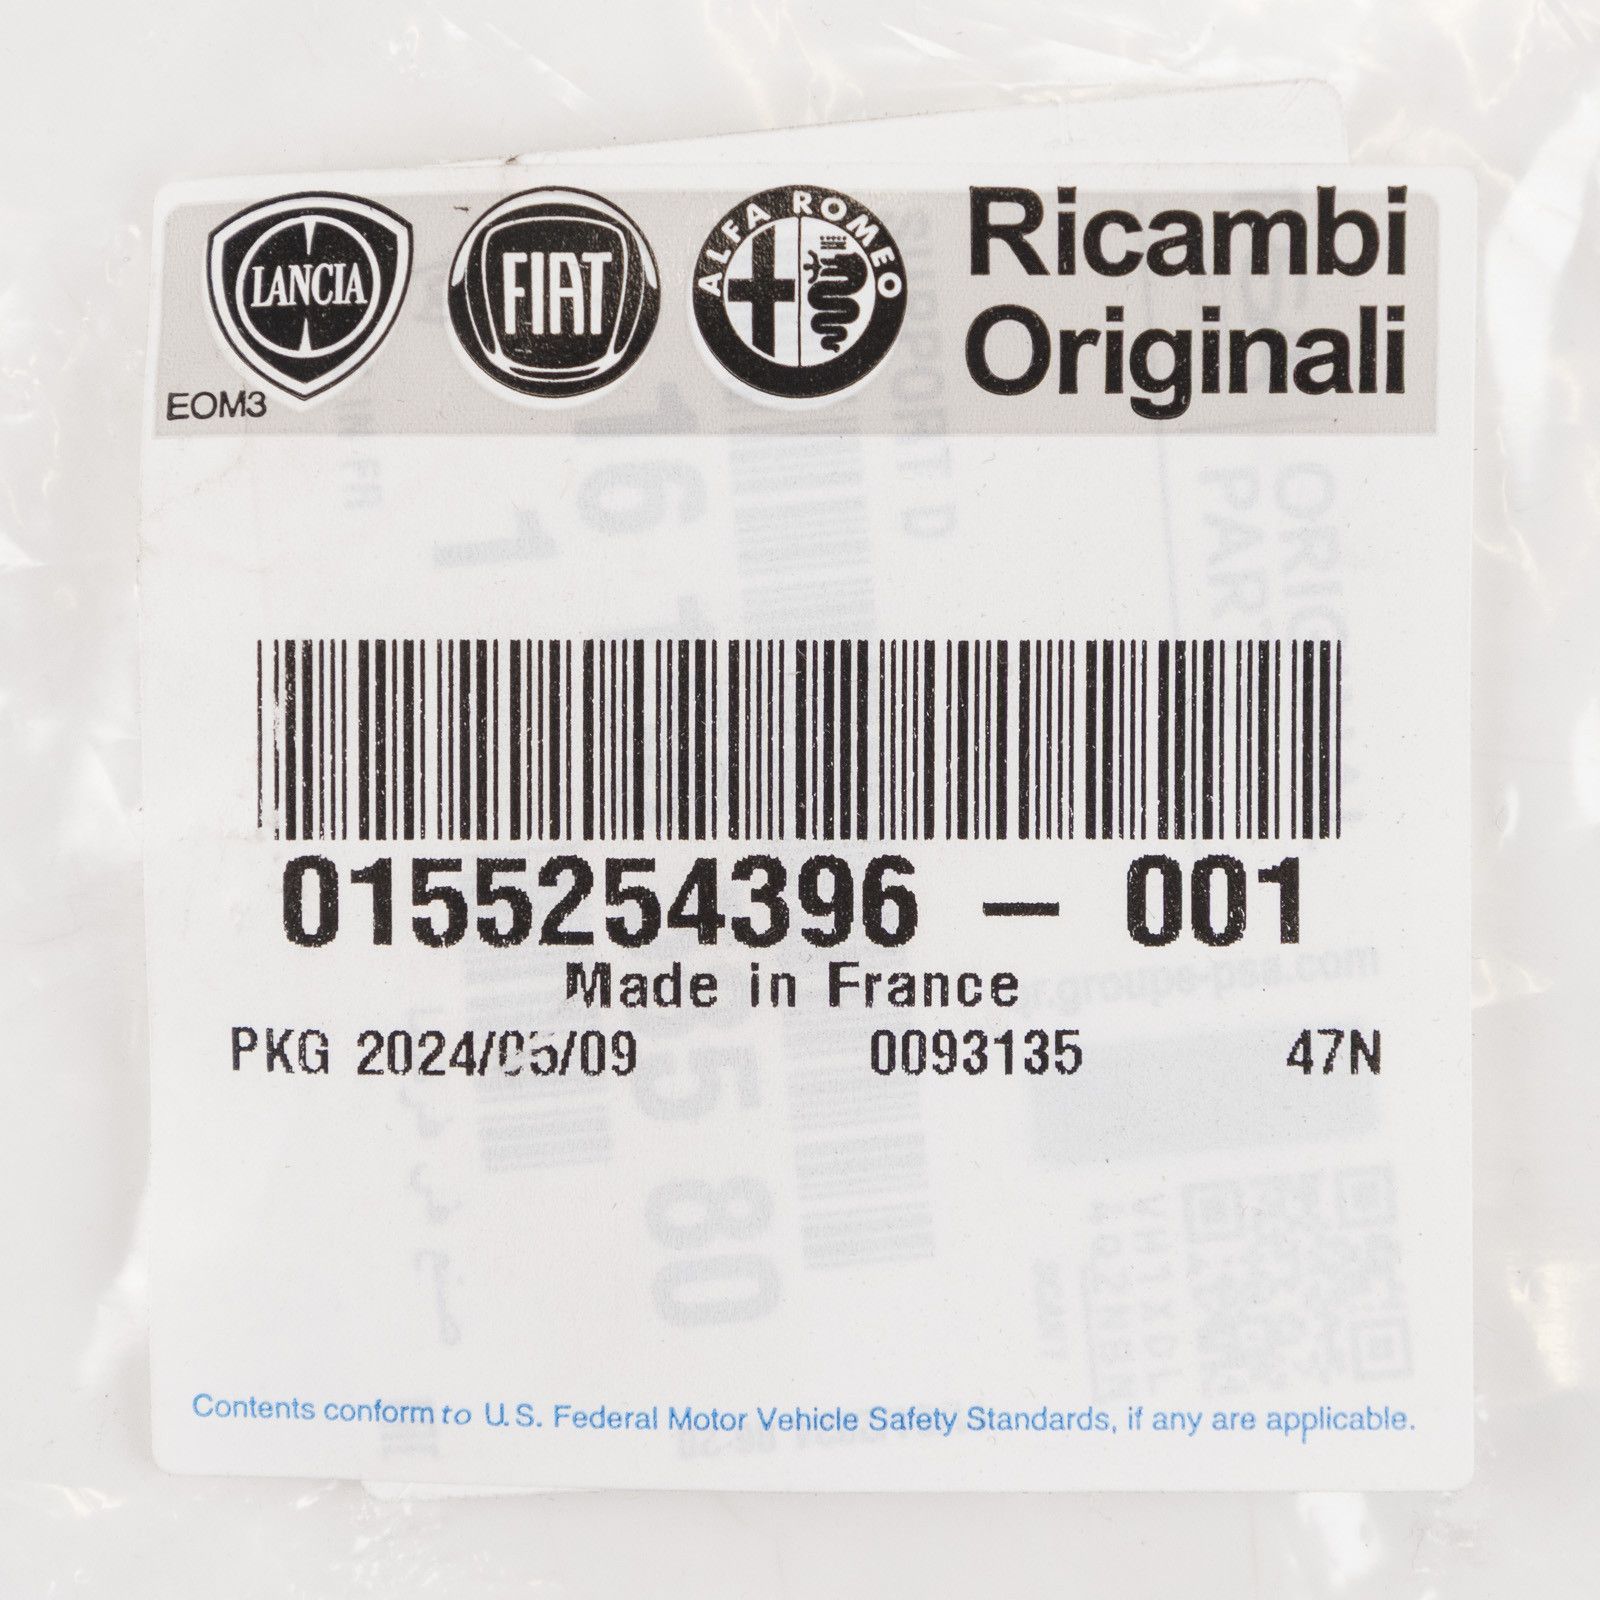 LANCIA
FIAT
ALFA ROMEO
Ricambi
Originali
EOM3
0155254396 - 001
Made in France
PKG 2024/05/09 0093135 47N
Contents conform to U.S. Federal Motor Vehicle Safety Standards, if any are applicable.